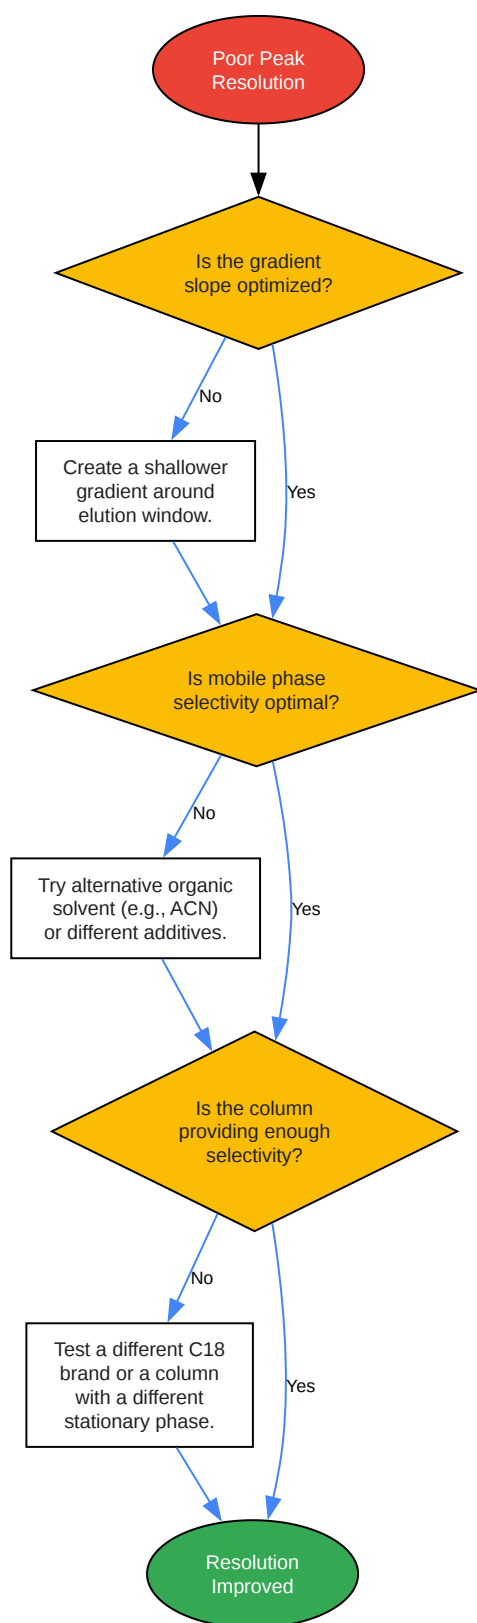 Poor Peak
Resolution
Is the gradient
slope optimized?
No
Yes
Create a shallower
gradient around
elution window.
Is mobile phase
selectivity optimal?
No
Yes
Try alternative organic
solvent (e.g., ACN)
or different additives.
Is the column
providing enough
selectivity?
No
Yes
Test a different C18
brand or a column
with a different
stationary phase.
Resolution
Improved